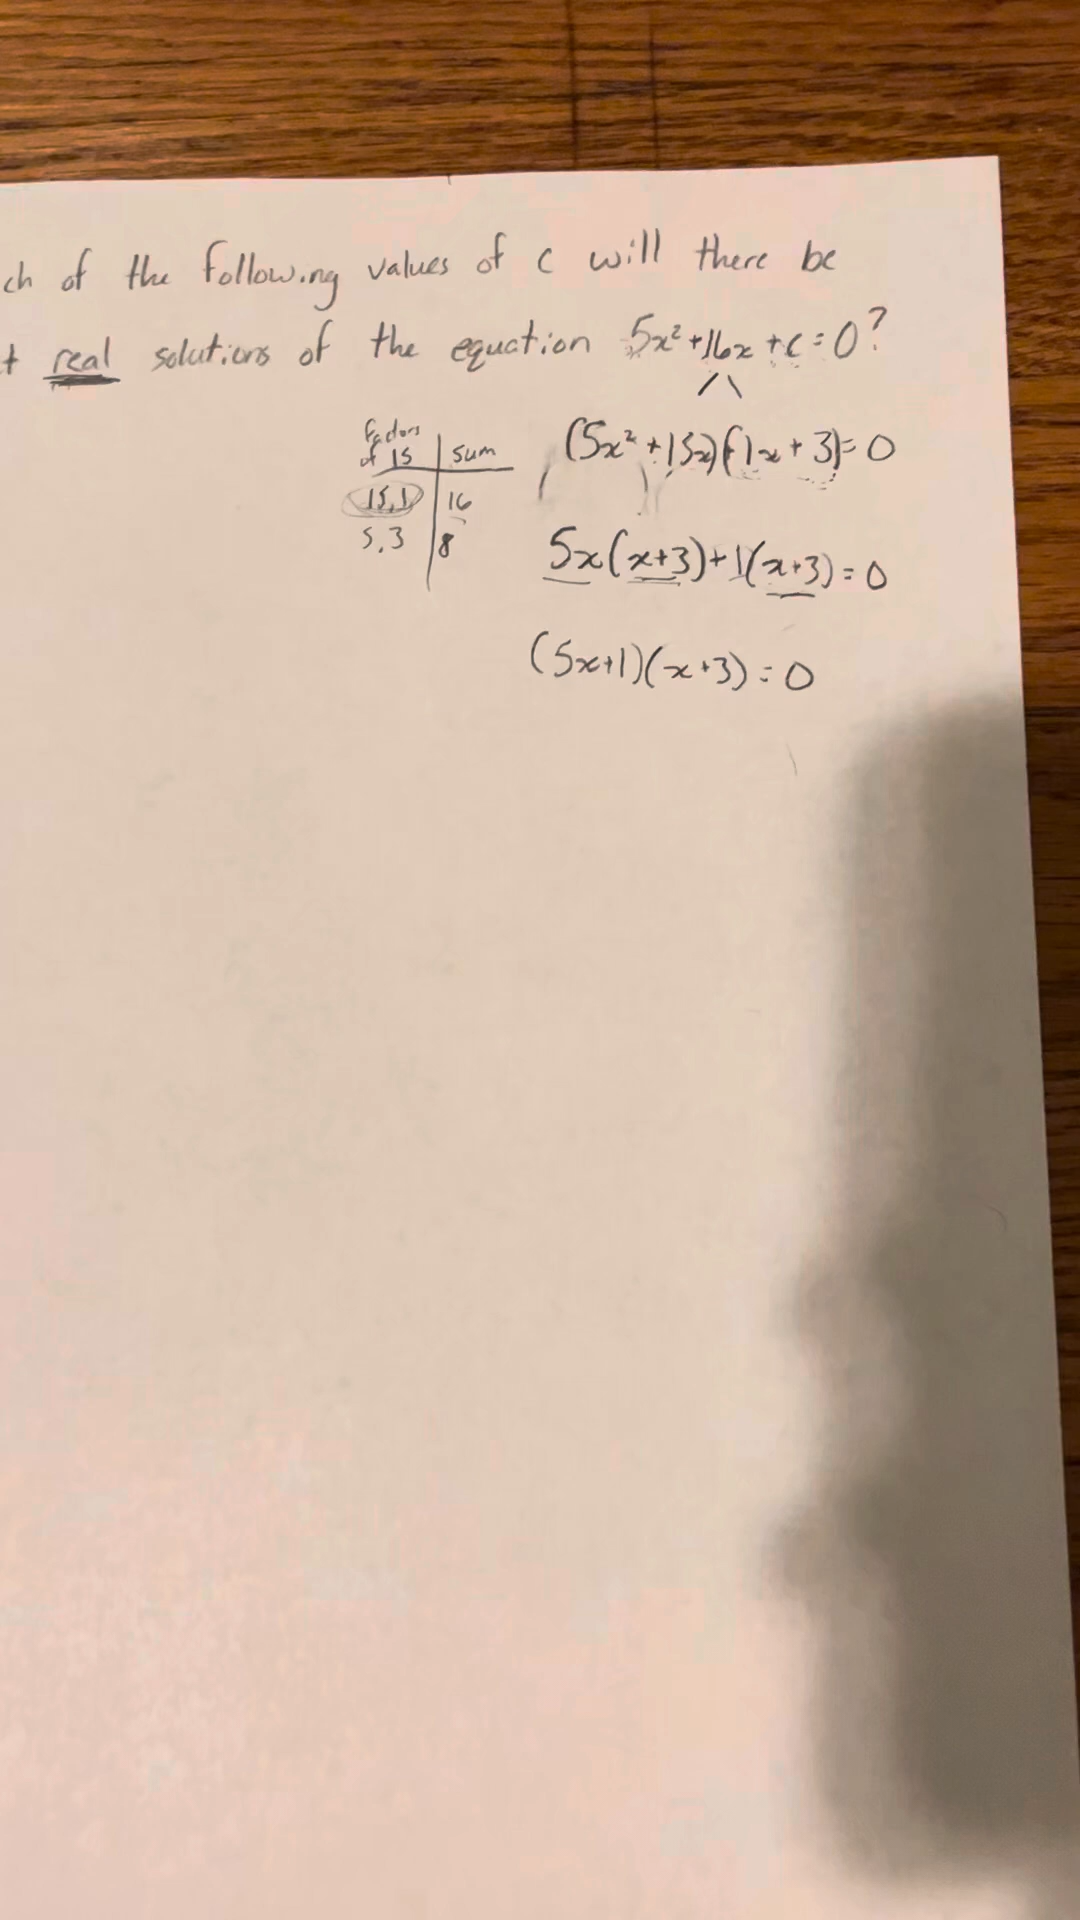 ch of the following values of c will there be
t real solutions of the equation 5x² + 16x + c = 0?
factors of 15 | sum
15, 1 | 16
5, 3 | 8
(5x² + 15x)(+1x + 3) = 0
5x(x+3) + 1(x+3) = 0
(5x+1)(x+3) = 0